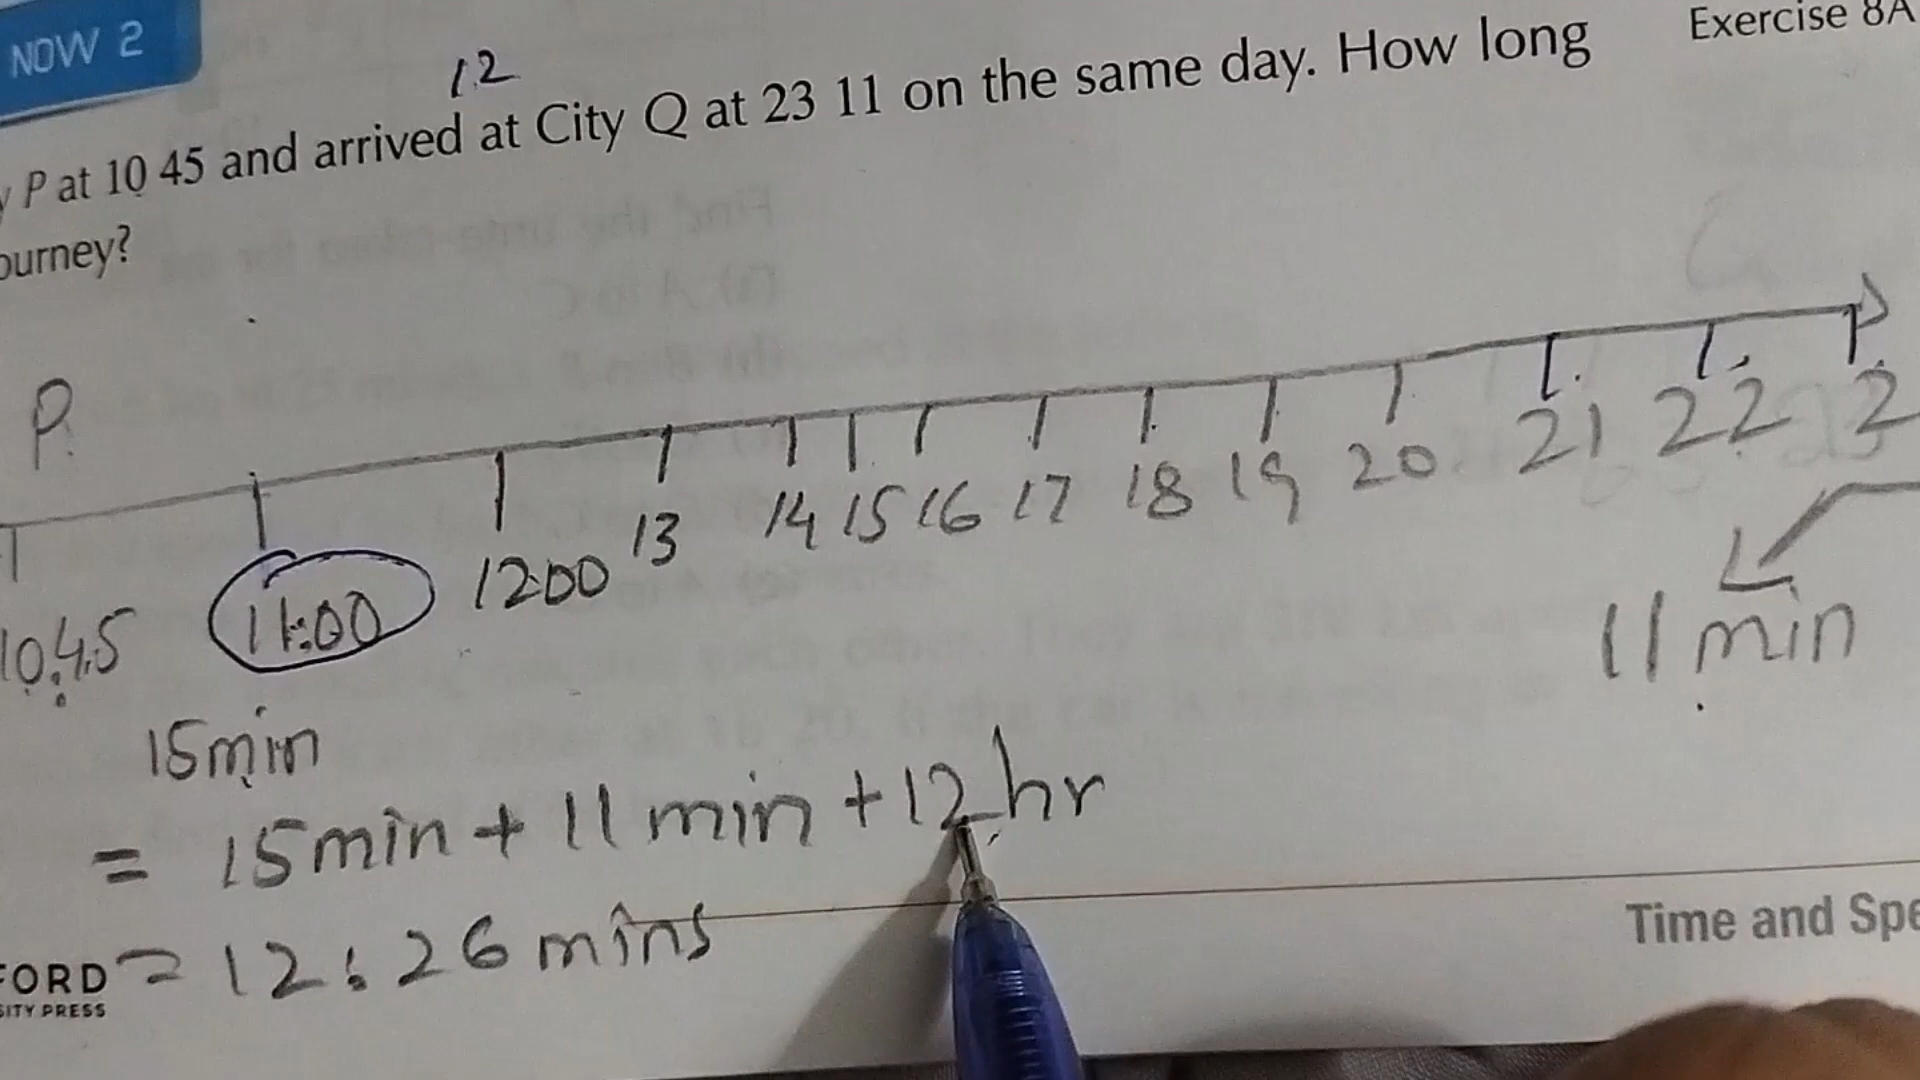 NOW 2
Exercise 8A
12
P at 10 45 and arrived at City Q at 23 11 on the same day. How long
ourney?
P
21 22 2
13 14 15 16 17 18 19 20
10:45 11:00 12:00
11 min
15min
= 15min + 11 min + 12 hr
= 12:26 mins
Time and Spe
FORD
SITY PRESS